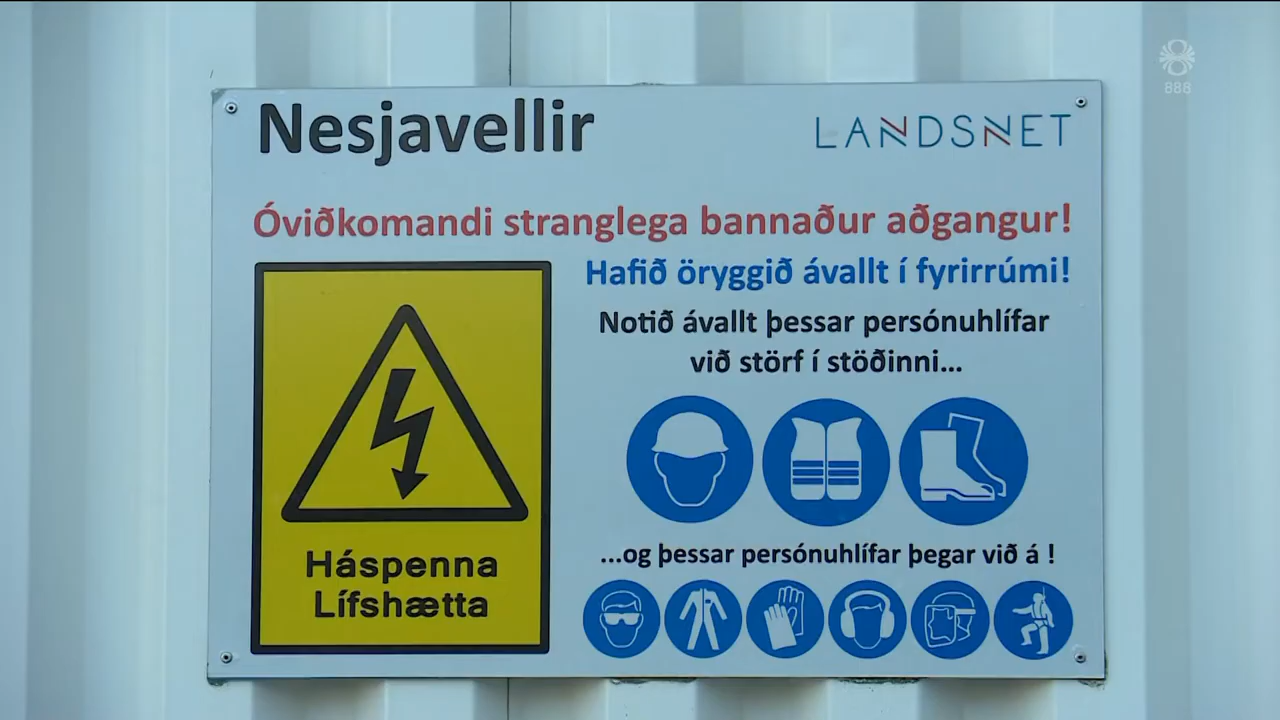 Nesjavellir
LANDSNET
Óviðkomandi stranglega bannaður aðgangur!
Hafið öryggið ávallt í fyrirrúmi!
Notið ávallt þessar persónuhlífar
við störf í stöðinni...
Háspenna
Lífshætta
...og þessar persónuhlífar þegar við á !
888